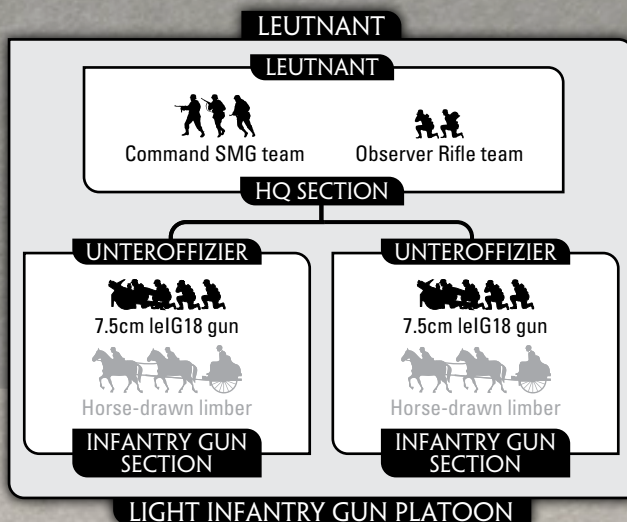 LEUTNANT
LEUTNANT
Command SMG team
Observer Rifle team
HQ SECTION
UNTEROFFIZIER
7.5cm leIG18 gun
Horse-drawn limber
INFANTRY GUN
SECTION
UNTEROFFIZIER
7.5cm leIG18 gun
Horse-drawn limber
INFANTRY GUN
SECTION
LIGHT INFANTRY GUN PLATOON